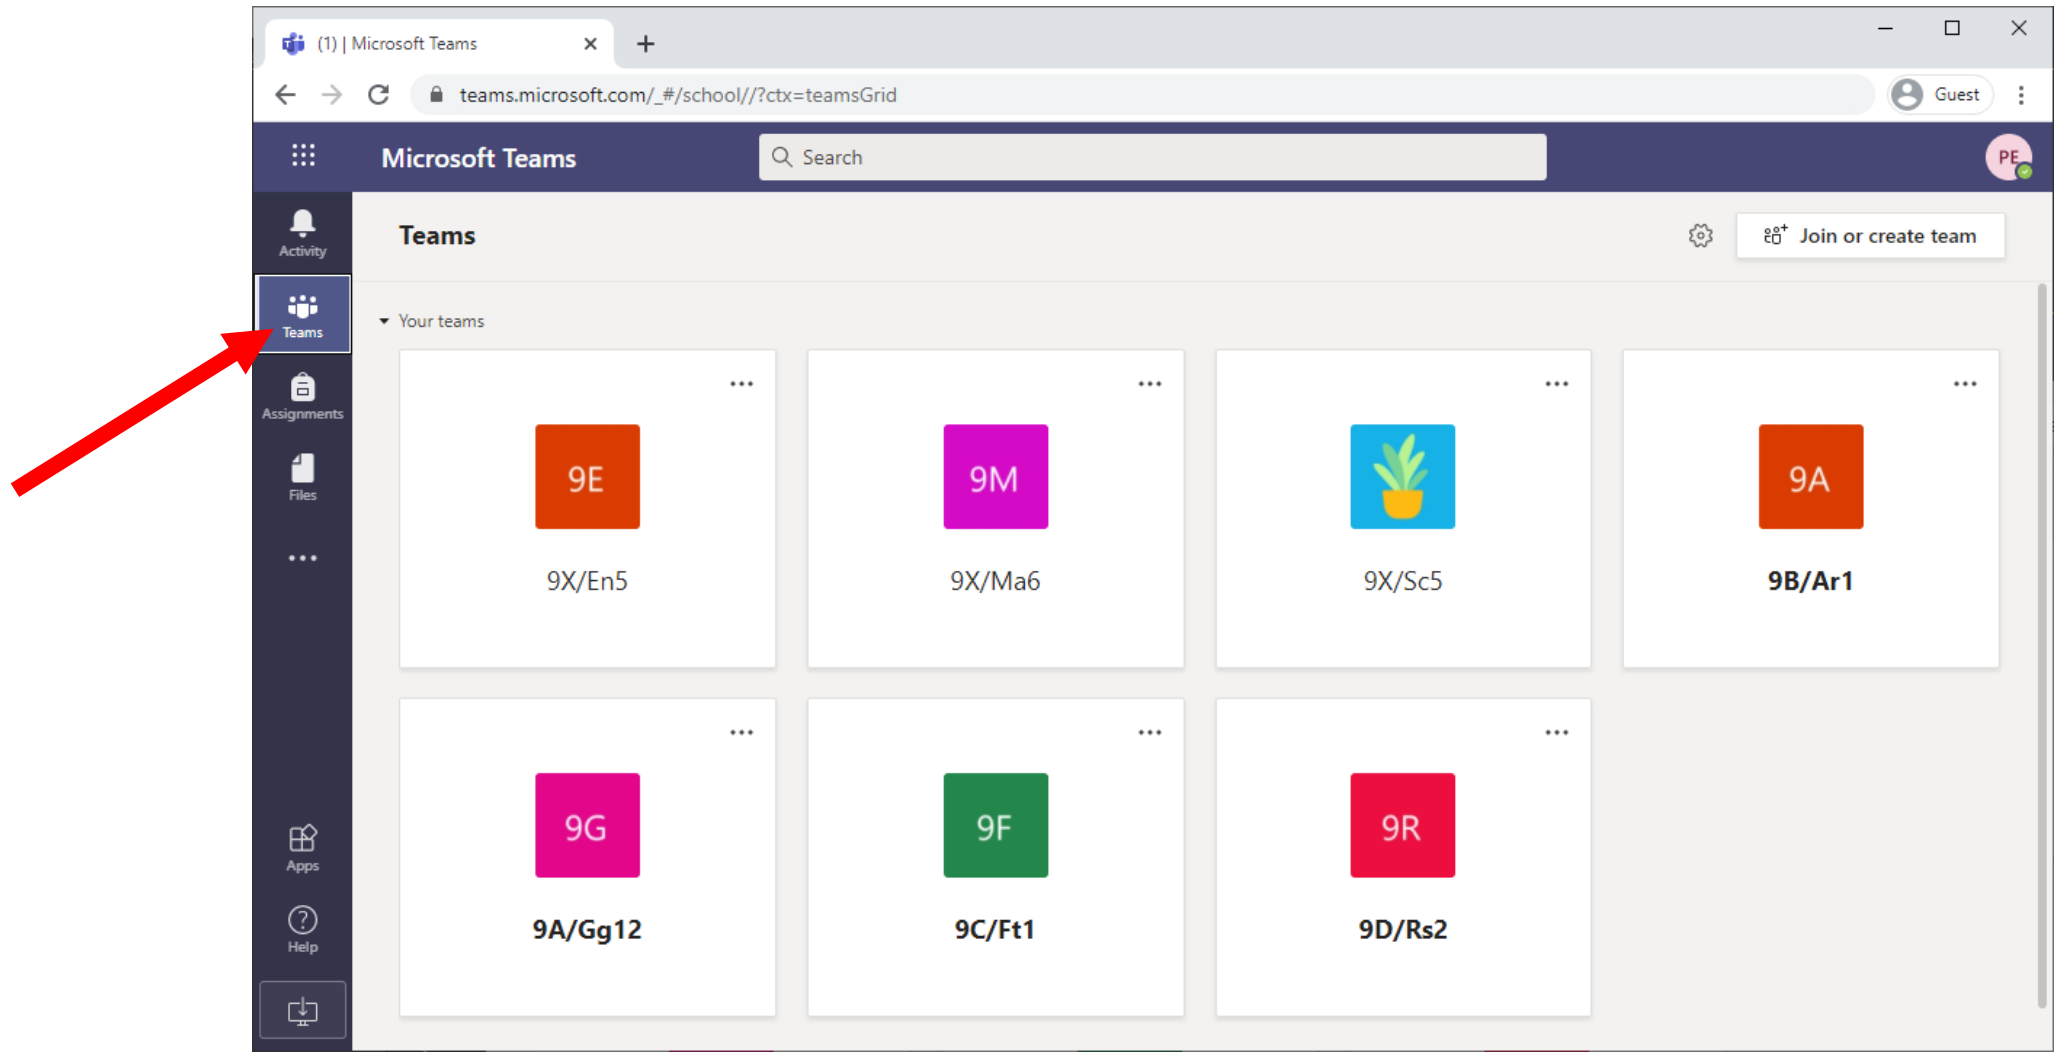 (1) | Microsoft Teams
teams.microsoft.com/_#/school//?ctx=teamsGrid
Guest
Microsoft Teams
Search
PE
Activity
Teams
Assignments
Files
Apps
Help
Teams
Join or create team
Your teams
9E
9X/En5
9M
9X/Ma6
9X/Sc5
9A
9B/Ar1
9G
9A/Gg12
9F
9C/Ft1
9R
9D/Rs2